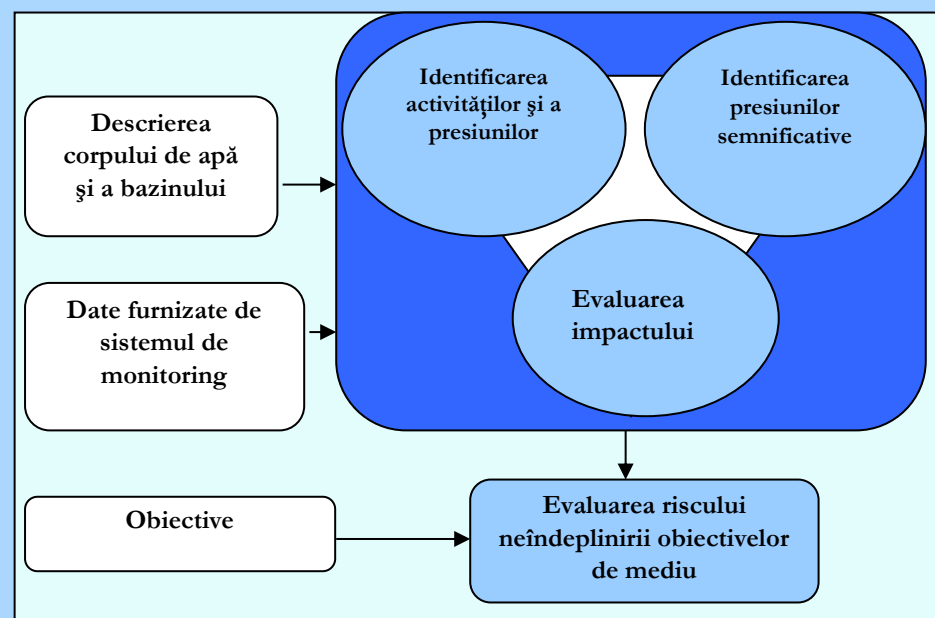 Identificarea
activităţilor şi a
presiunilor
Identificarea
presiunilor
semnificative
Descrierea
corpului de apă
şi a bazinului
Evaluarea
impactului
Date furnizate de
sistemul de
monitoring
Obiective
Evaluarea riscului
neîndeplinirii obiectivelor
de mediu